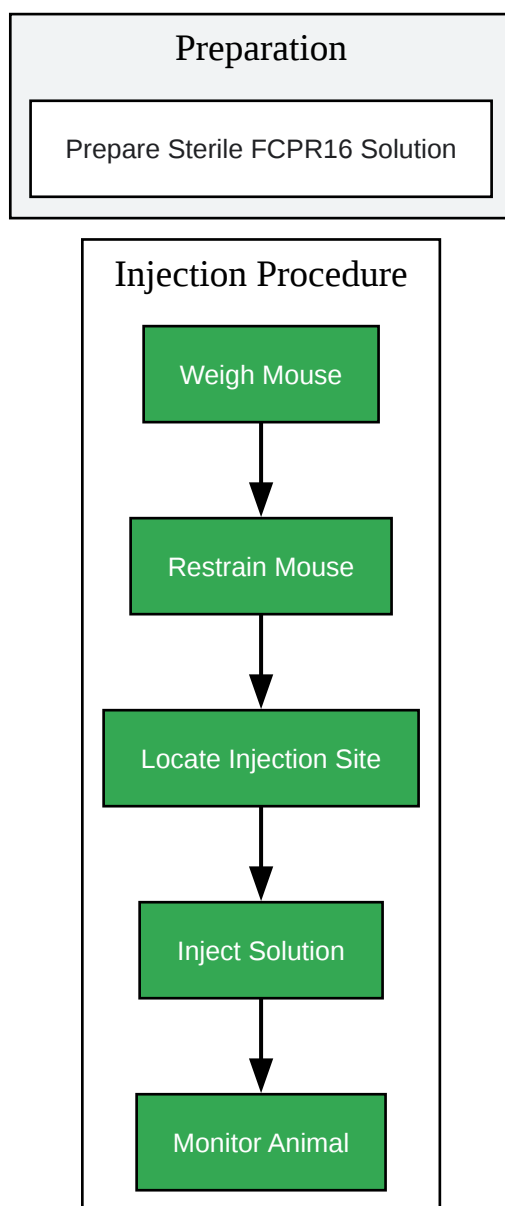 Preparation
Prepare Sterile FCPR16 Solution
Injection Procedure
Weigh Mouse
Restrain Mouse
Locate Injection Site
Inject Solution
Monitor Animal